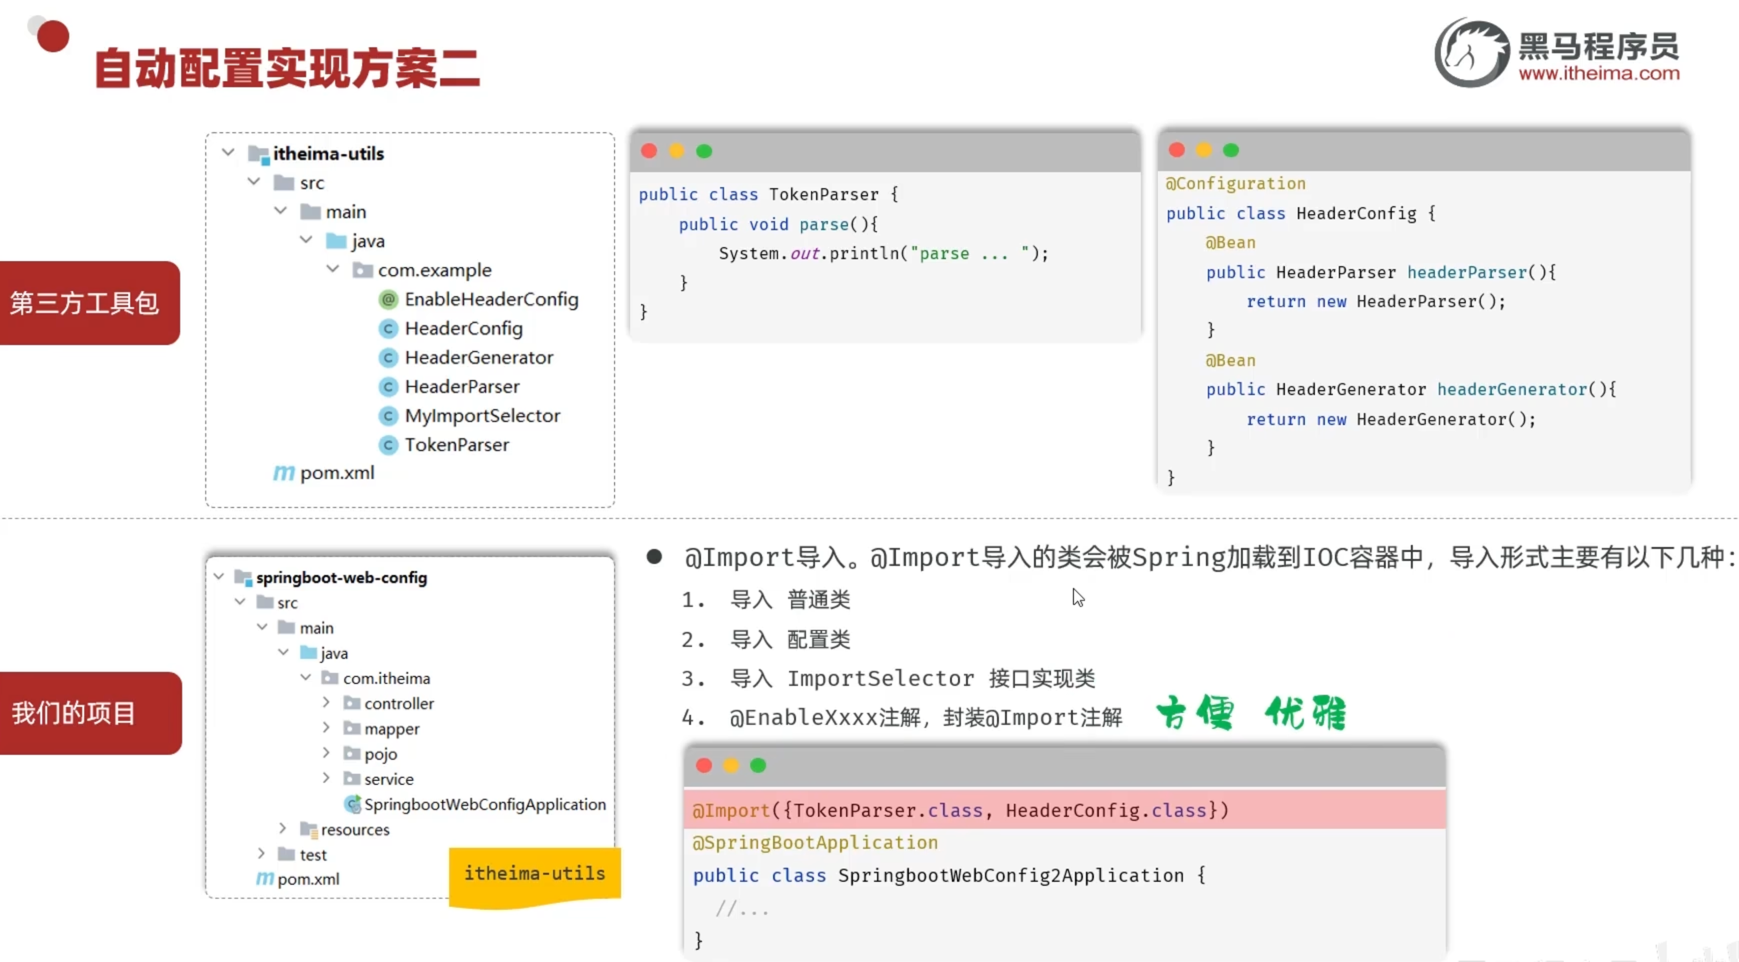 自动配置实现方案二
黑马程序员
www.itheima.com
第三方工具包
itheima-utils
src
main
java
com.example
EnableHeaderConfig
HeaderConfig
HeaderGenerator
HeaderParser
MyImportSelector
TokenParser
pom.xml
public class TokenParser {
public void parse(){
System.out.println("parse ... ");
}
}
@Configuration
public class HeaderConfig {
@Bean
public HeaderParser headerParser(){
return new HeaderParser();
}
@Bean
public HeaderGenerator headerGenerator(){
return new HeaderGenerator();
}
}
我们的项目
springboot-web-config
src
main
java
com.itheima
controller
mapper
pojo
service
SpringbootWebConfigApplication
resources
test
pom.xml
itheima-utils
● @Import导入。@Import导入的类会被Spring加载到IOC容器中，导入形式主要有以下几种：
1. 导入 普通类
2. 导入 配置类
3. 导入 ImportSelector 接口实现类
4. @EnableXxxx注解，封装@Import注解 方便 优雅
@Import({TokenParser.class, HeaderConfig.class})
@SpringBootApplication
public class SpringbootWebConfig2Application {
//...
}